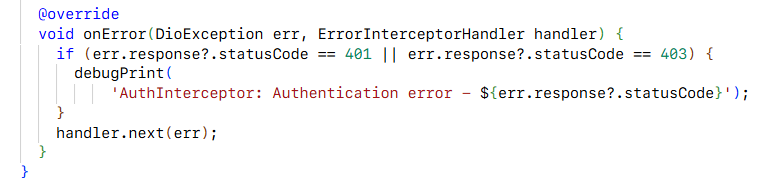 @override
void onError(DioException err, ErrorInterceptorHandler handler) {
if (err.response?.statusCode == 401 || err.response?.statusCode == 403) {
debugPrint(
'AuthInterceptor: Authentication error - ${err.response?.statusCode}');
}
handler.next(err);
}
}